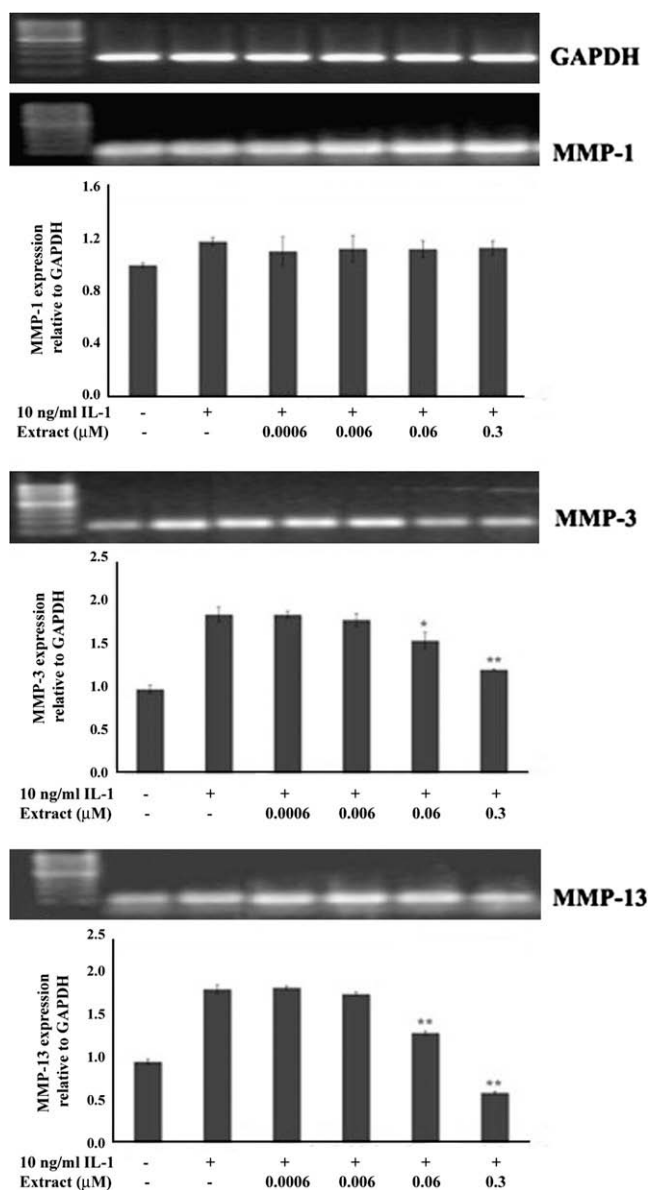 GAPDH
MMP-1
MMP-1 expression
relative to GAPDH
1.6
1.2
0.8
0.4
0.0
10 ng/ml IL-1 - + + + + +
Extract (μM) - - 0.0006 0.006 0.06 0.3
MMP-3
MMP-3 expression
relative to GAPDH
2.5
2.0
1.5
1.0
0.5
0.0
*
**
10 ng/ml IL-1 - + + + + +
Extract (μM) - - 0.0006 0.006 0.06 0.3
MMP-13
MMP-13 expression
relative to GAPDH
2.5
2.0
1.5
1.0
0.5
0.0
**
**
10 ng/ml IL-1 - + + + + +
Extract (μM) - - 0.0006 0.006 0.06 0.3